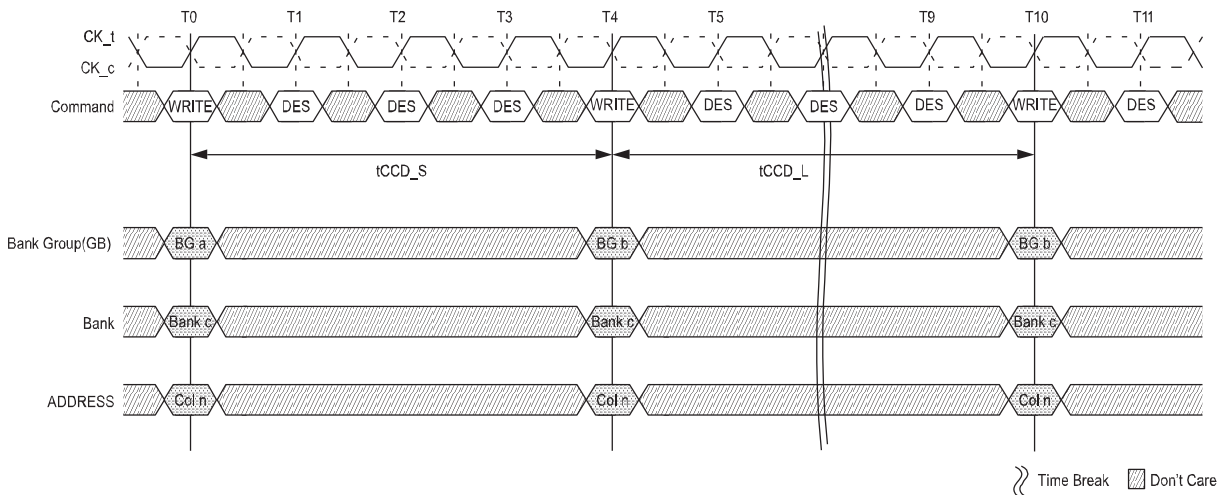 T0 T1 T2 T3 T4 T5 T9 T10 T11
CK_t
CK_c
Command WRITE DES DES DES WRITE DES DES DES WRITE DES
tCCD_S tCCD_L
Bank Group(GB) BG a BG b BG b
Bank Bank c Bank c Bank c
ADDRESS Col n Col n Col n
Time Break Don't Care